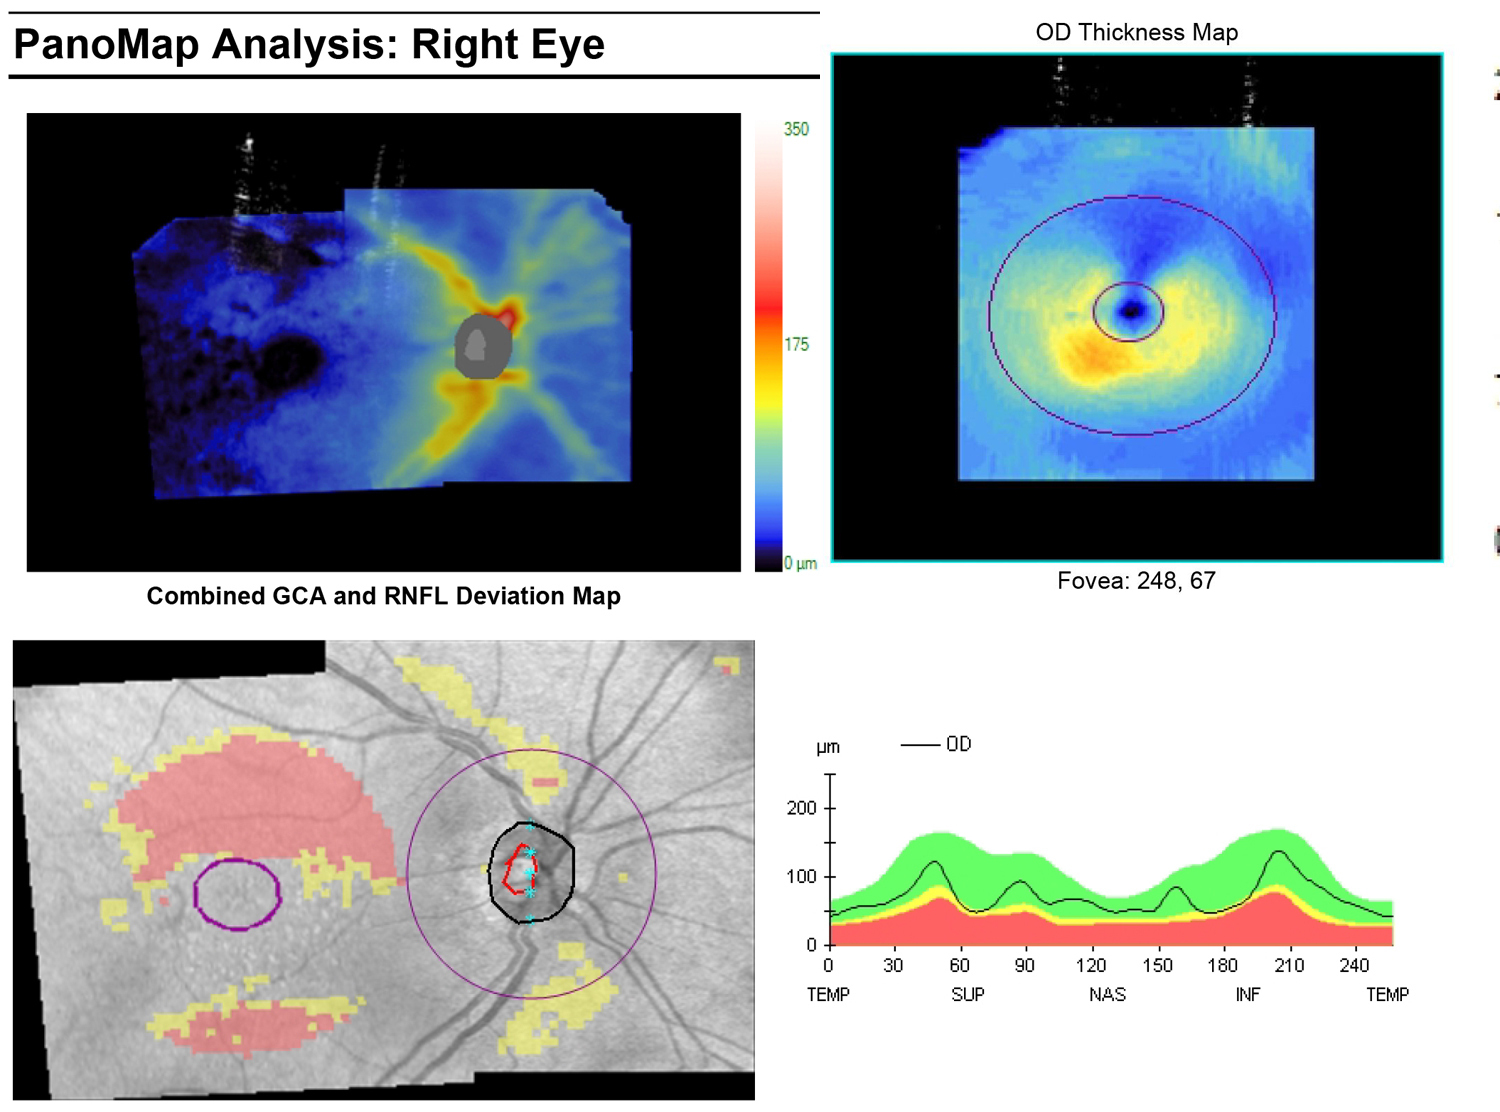 PanoMap Analysis: Right Eye
OD Thickness Map
350
175
0 µm
Fovea: 248, 67
Combined GCA and RNFL Deviation Map
µm
OD
200
100
0
0 30 60 90 120 150 180 210 240
TEMP SUP NAS INF TEMP